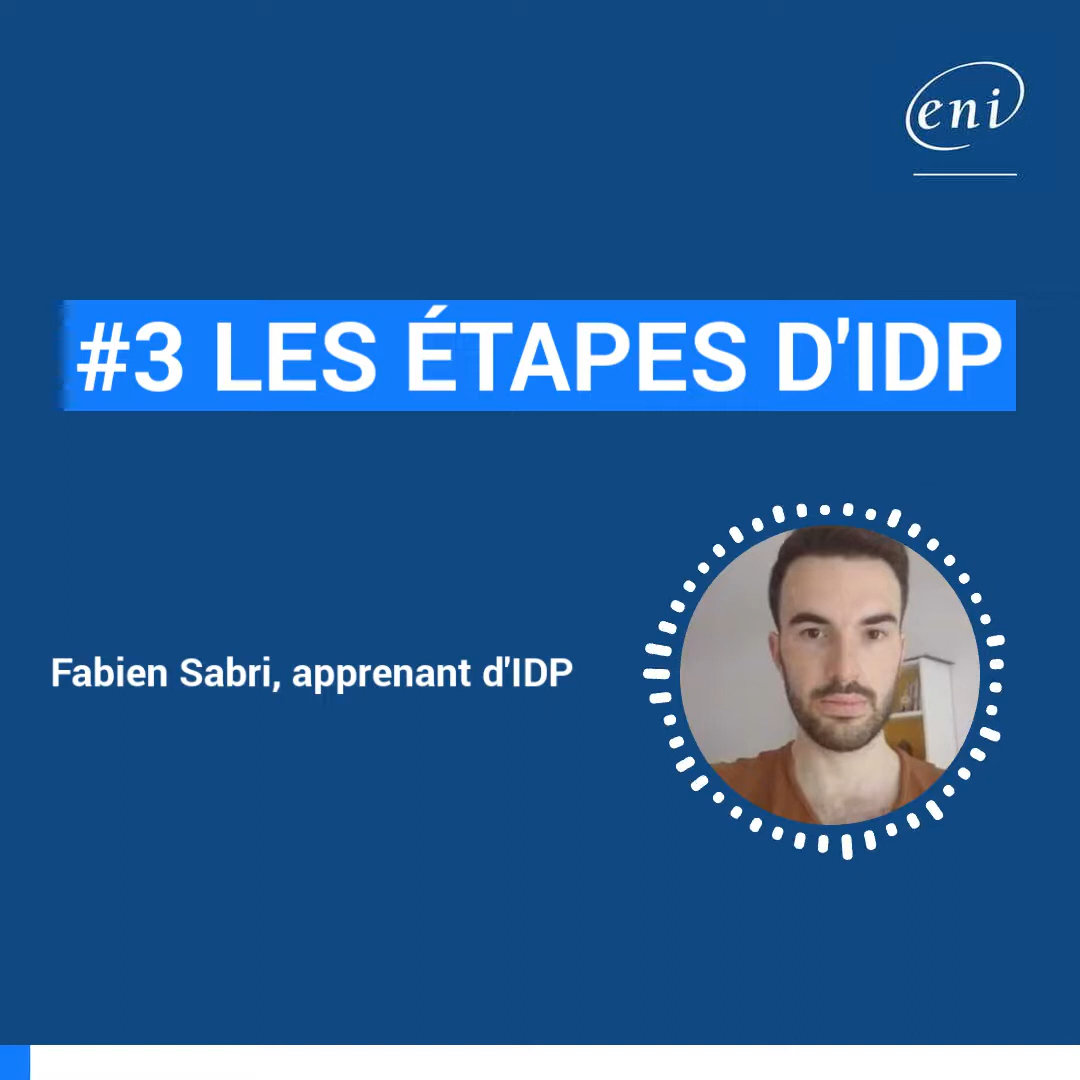 eni
#3 LES ÉTAPES D'IDP
Fabien Sabri, apprenant d'IDP